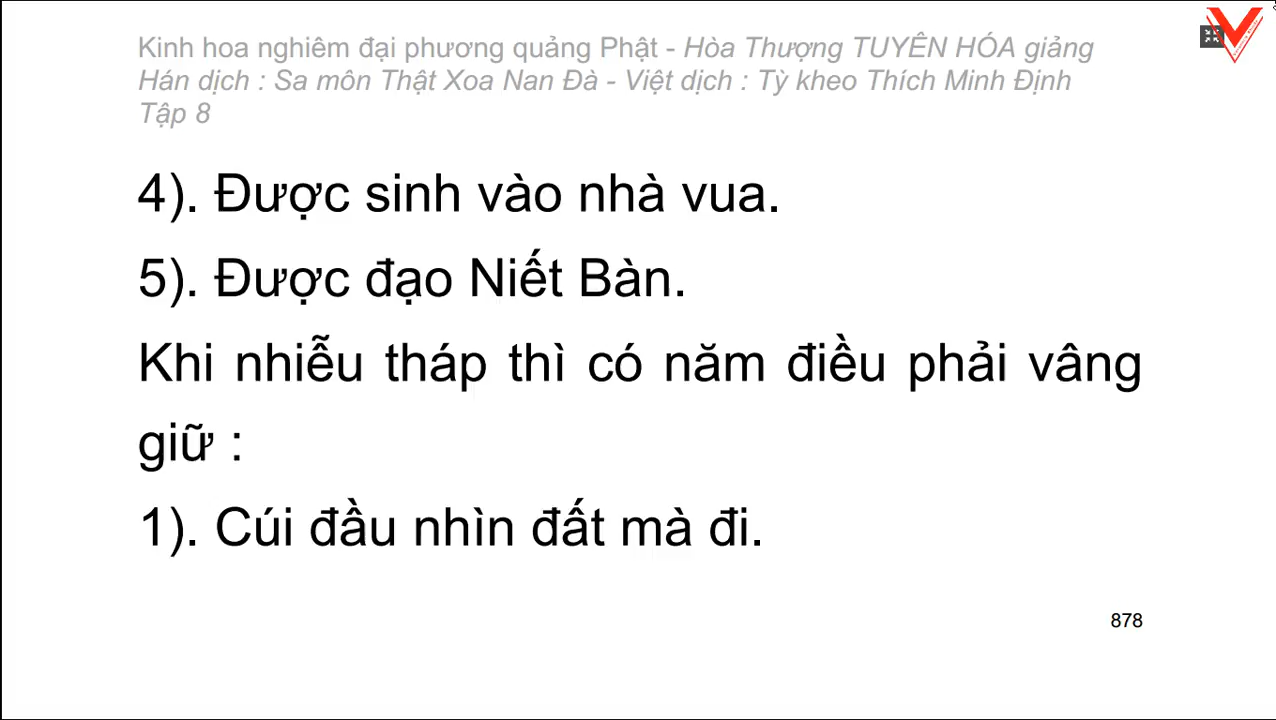 Kinh hoa nghiêm đại phương quảng Phật - Hòa Thượng TUYÊN HÓA giảng
Hán dịch : Sa môn Thật Xoa Nan Đà - Việt dịch : Tỳ kheo Thích Minh Định
Tập 8
4). Được sinh vào nhà vua.
5). Được đạo Niết Bàn.
Khi nhiễu tháp thì có năm điều phải vâng
giữ :
1). Cúi đầu nhìn đất mà đi.
878